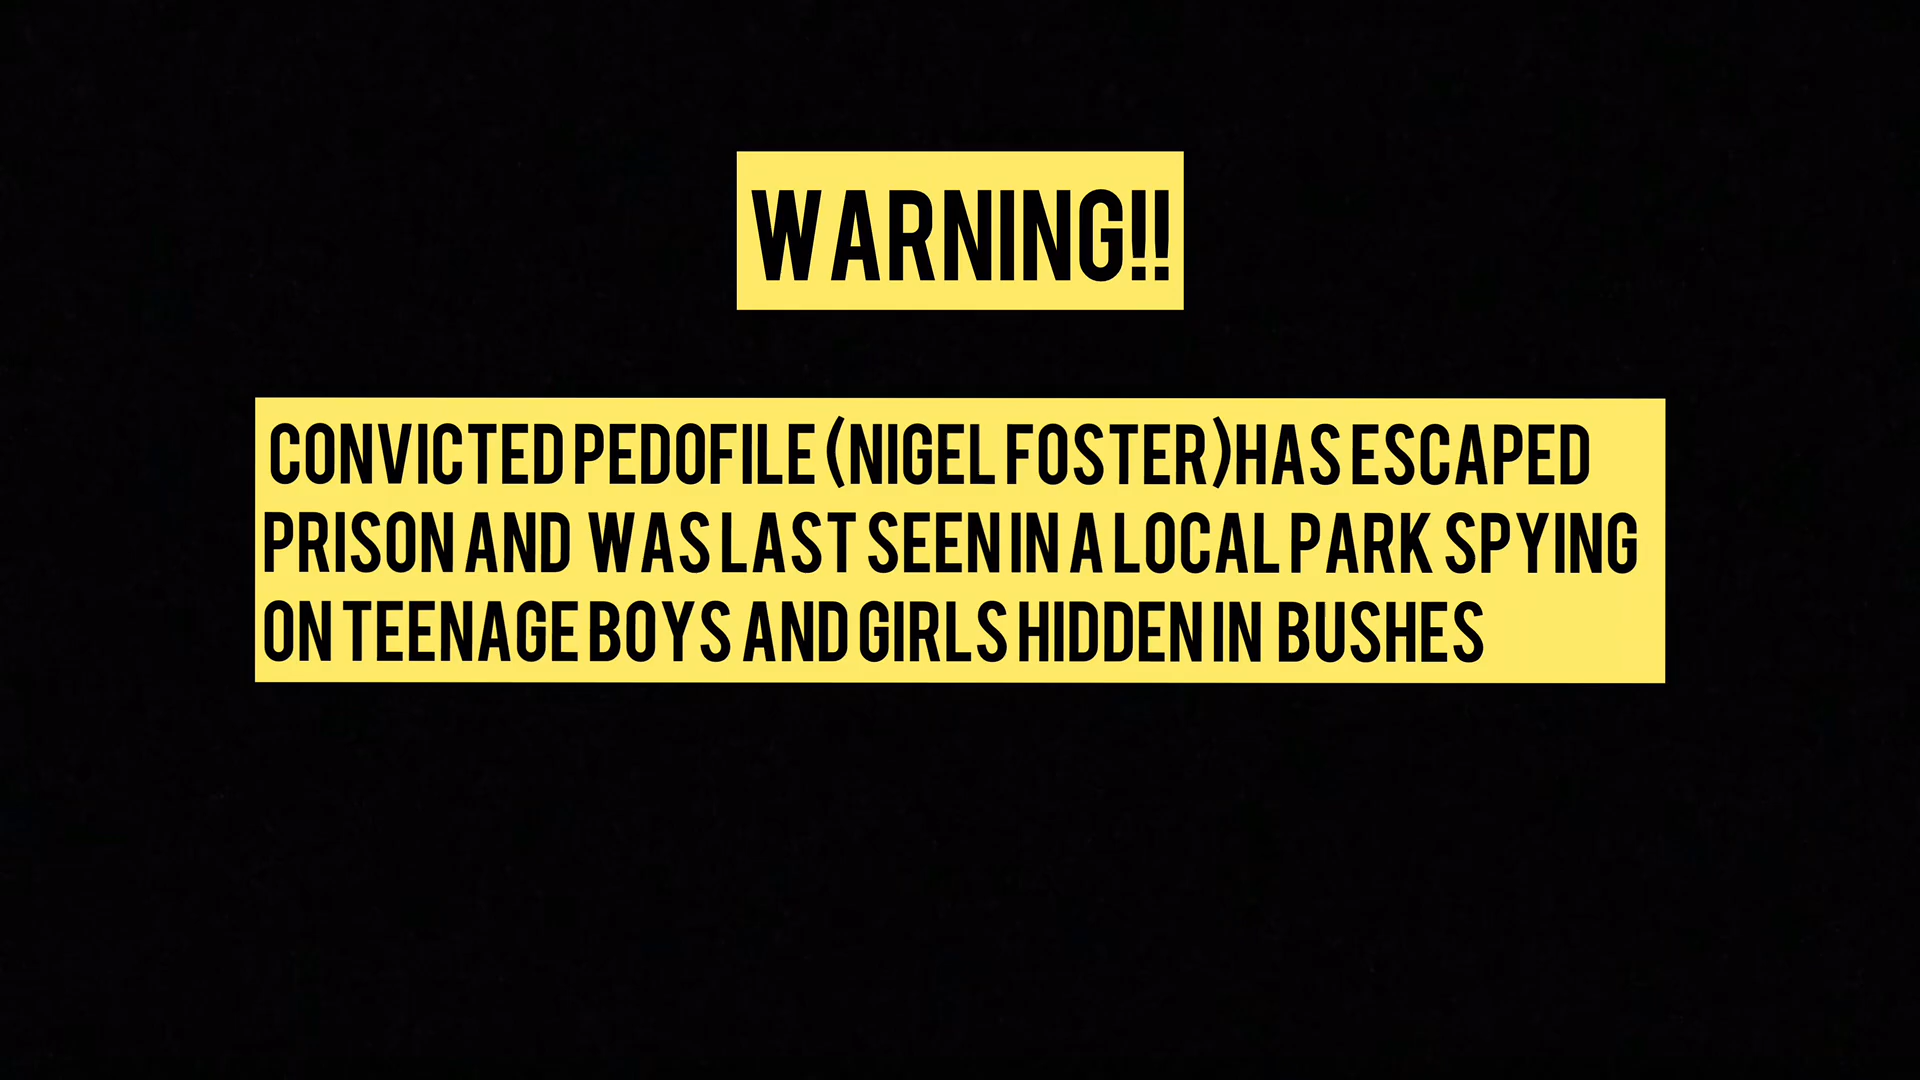 WARNING!!
CONVICTED PEDOFILE (NIGEL FOSTER)HAS ESCAPED
PRISON AND WAS LAST SEEN IN A LOCAL PARK SPYING
ON TEENAGE BOYS AND GIRLS HIDDEN IN BUSHES